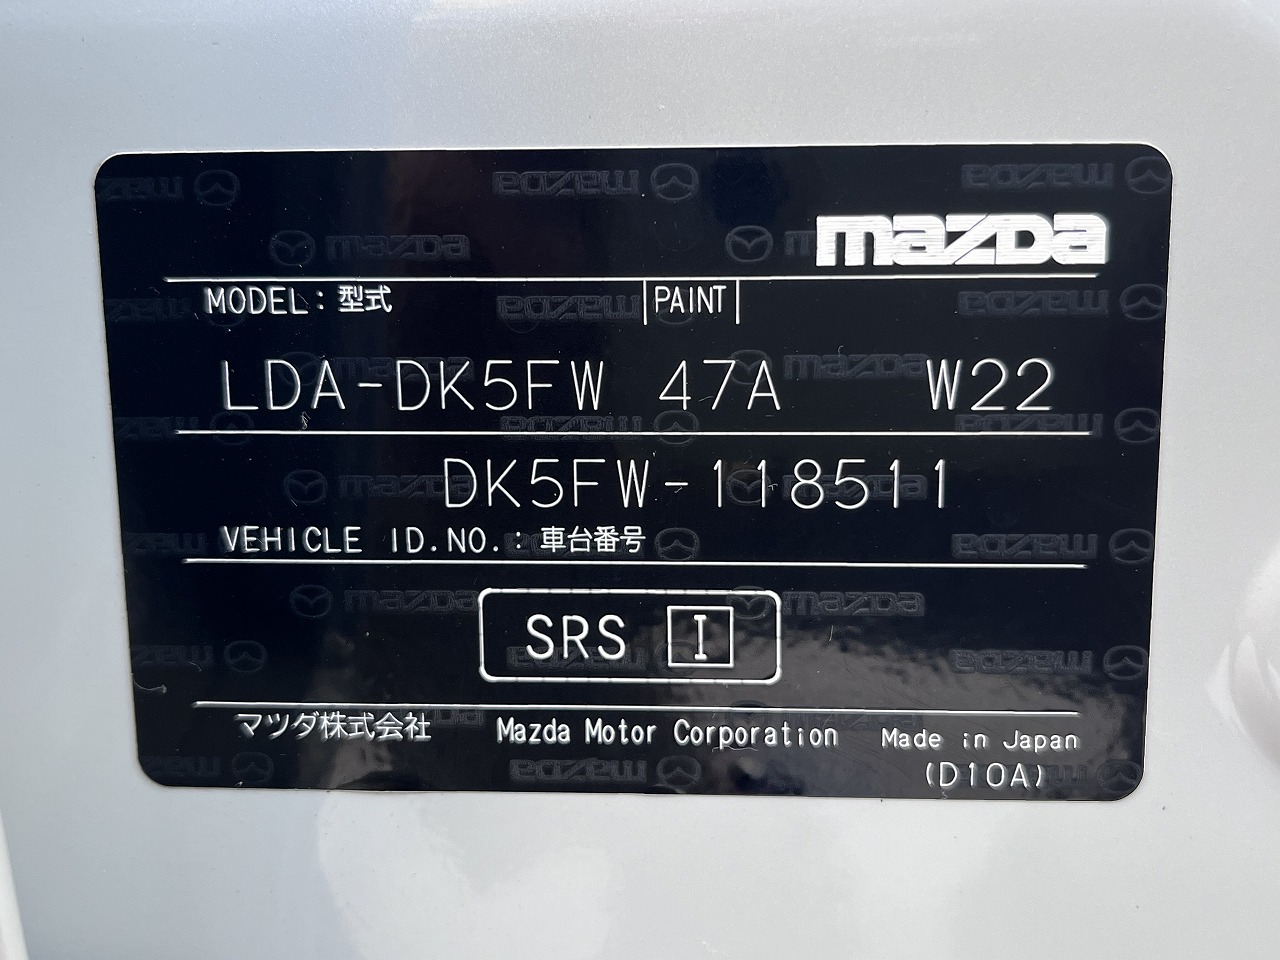 mazda
MODEL: 型式 PAINT
LDA-DK5FW 47A W22
DK5FW-118511
VEHICLE ID.NO.: 車台番号
SRS I
マツダ株式会社 Mazda Motor Corporation Made in Japan
(D10A)